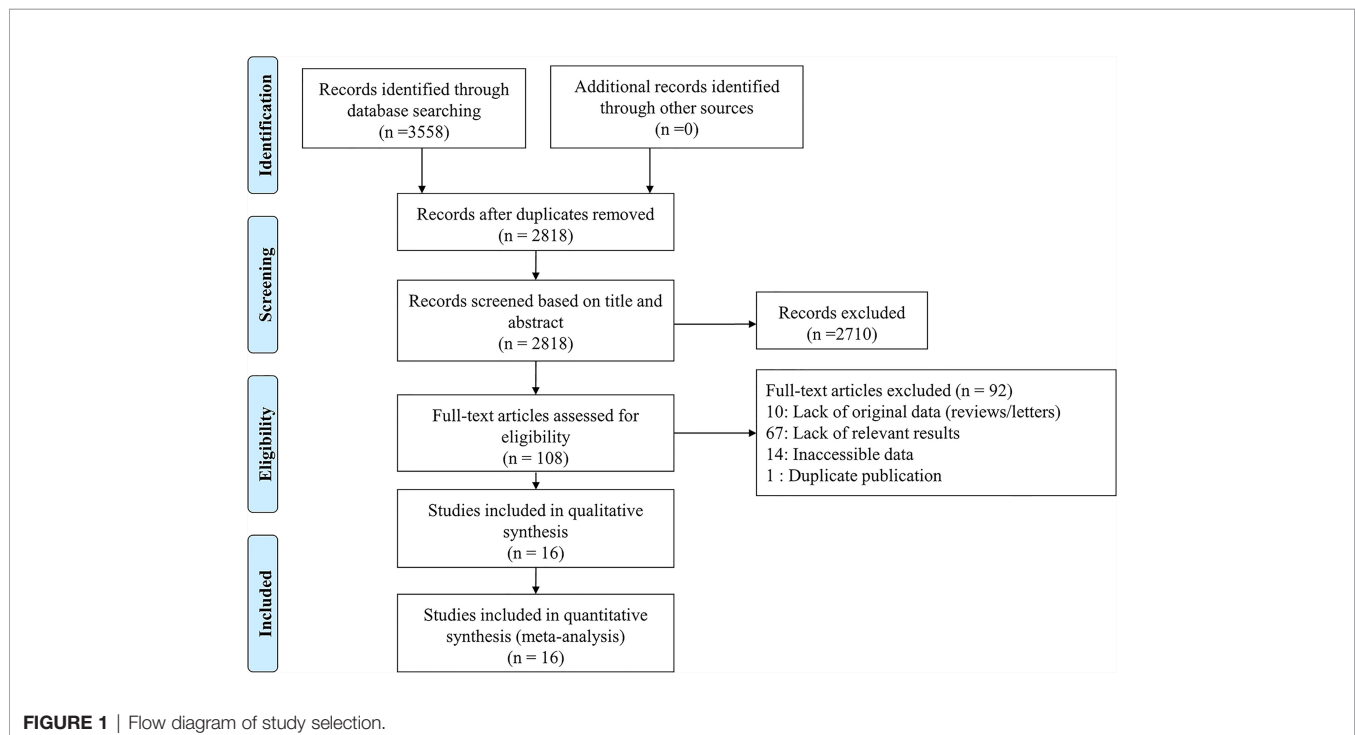 Identification
Records identified through
database searching
(n =3558)
Additional records identified
through other sources
(n =0)
Records after duplicates removed
(n = 2818)
Screening
Records screened based on title and
abstract
(n = 2818)
Records excluded
(n =2710)
Eligibility
Full-text articles assessed for
eligibility
(n = 108)
Full-text articles excluded (n = 92)
10: Lack of original data (reviews/letters)
67: Lack of relevant results
14: Inaccessible data
1 : Duplicate publication
Studies included in qualitative
synthesis
(n = 16)
Included
Studies included in quantitative
synthesis (meta-analysis)
(n = 16)
FIGURE 1 | Flow diagram of study selection.